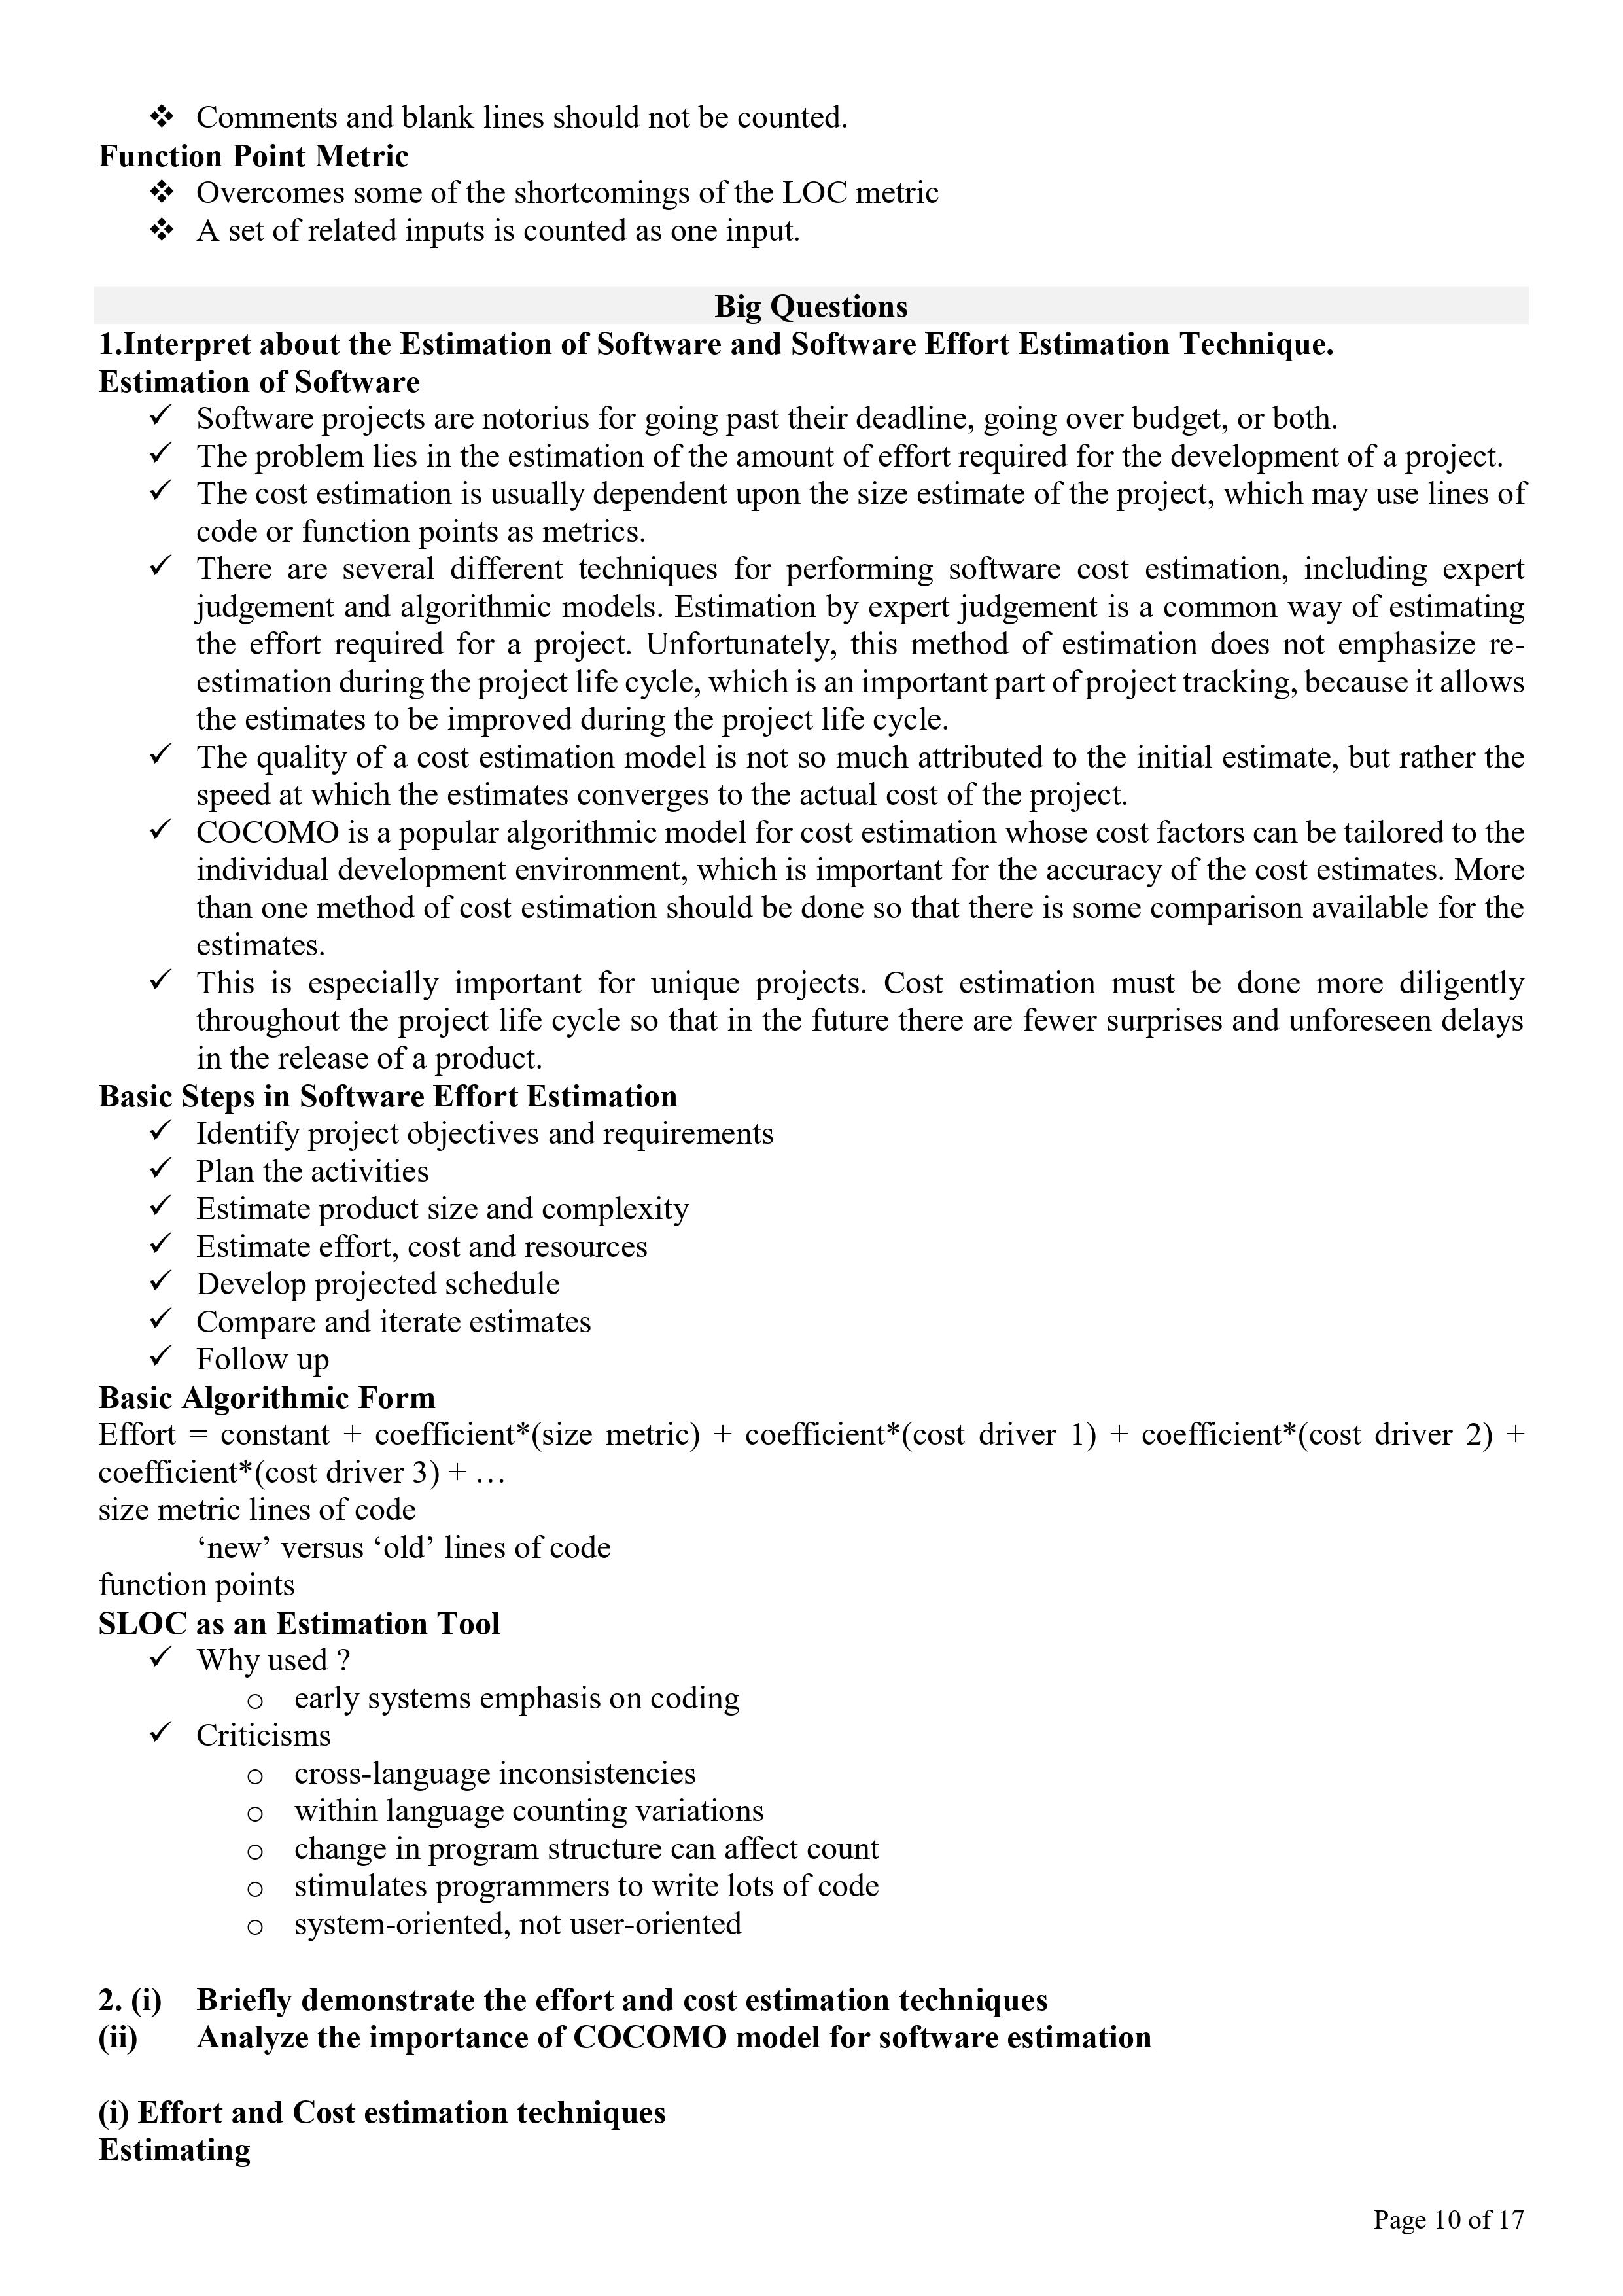 ❖ Comments and blank lines should not be counted.
Function Point Metric
❖ Overcomes some of the shortcomings of the LOC metric
❖ A set of related inputs is counted as one input.
Big Questions
1.Interpret about the Estimation of Software and Software Effort Estimation Technique.
Estimation of Software
✓ Software projects are notorius for going past their deadline, going over budget, or both.
✓ The problem lies in the estimation of the amount of effort required for the development of a project.
✓ The cost estimation is usually dependent upon the size estimate of the project, which may use lines of
code or function points as metrics.
✓ There are several different techniques for performing software cost estimation, including expert
judgement and algorithmic models. Estimation by expert judgement is a common way of estimating
the effort required for a project. Unfortunately, this method of estimation does not emphasize re-
estimation during the project life cycle, which is an important part of project tracking, because it allows
the estimates to be improved during the project life cycle.
✓ The quality of a cost estimation model is not so much attributed to the initial estimate, but rather the
speed at which the estimates converges to the actual cost of the project.
✓ COCOMO is a popular algorithmic model for cost estimation whose cost factors can be tailored to the
individual development environment, which is important for the accuracy of the cost estimates. More
than one method of cost estimation should be done so that there is some comparison available for the
estimates.
✓ This is especially important for unique projects. Cost estimation must be done more diligently
throughout the project life cycle so that in the future there are fewer surprises and unforeseen delays
in the release of a product.
Basic Steps in Software Effort Estimation
✓ Identify project objectives and requirements
✓ Plan the activities
✓ Estimate product size and complexity
✓ Estimate effort, cost and resources
✓ Develop projected schedule
✓ Compare and iterate estimates
✓ Follow up
Basic Algorithmic Form
Effort = constant + coefficient*(size metric) + coefficient*(cost driver 1) + coefficient*(cost driver 2) +
coefficient*(cost driver 3) + …
size metric lines of code
‘new’ versus ‘old’ lines of code
function points
SLOC as an Estimation Tool
✓ Why used ?
o early systems emphasis on coding
✓ Criticisms
o cross-language inconsistencies
o within language counting variations
o change in program structure can affect count
o stimulates programmers to write lots of code
o system-oriented, not user-oriented
2. (i) Briefly demonstrate the effort and cost estimation techniques
(ii) Analyze the importance of COCOMO model for software estimation
(i) Effort and Cost estimation techniques
Estimating
Page 10 of 17